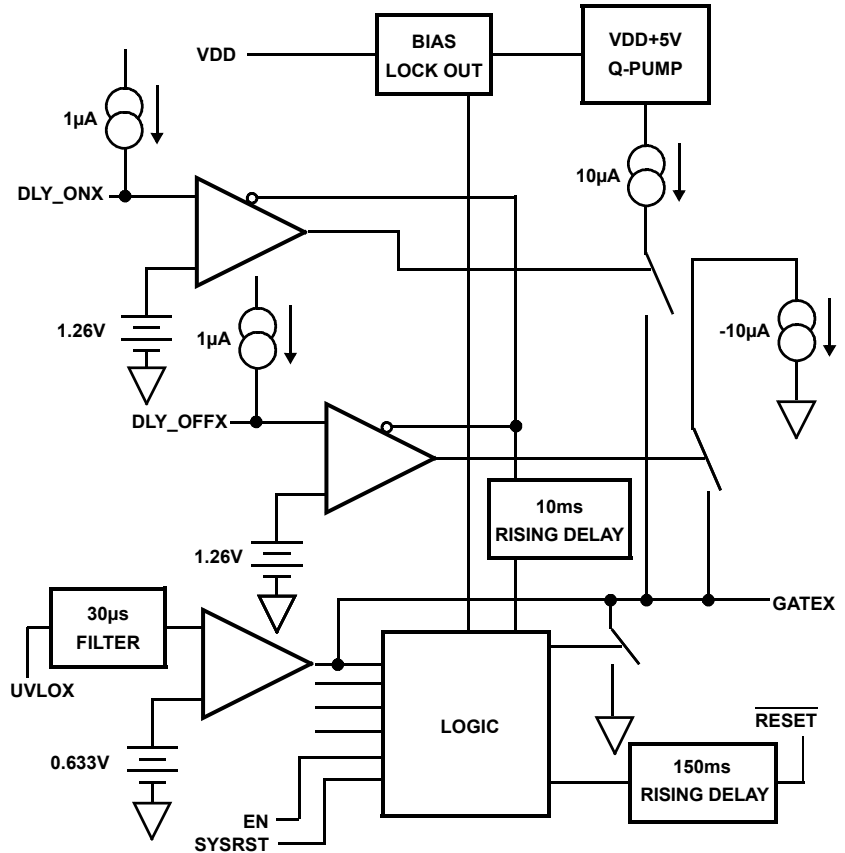 BIAS
LOCK OUT
VDD+5V
Q-PUMP
VDD
1µA
10µA
DLY_ONX
1.26V
1µA
-10µA
DLY_OFFX
10ms
RISING DELAY
1.26V
GATEX
30µs
FILTER
UVLOX
LOGIC
RESET
0.633V
150ms
RISING DELAY
EN
SYSRST